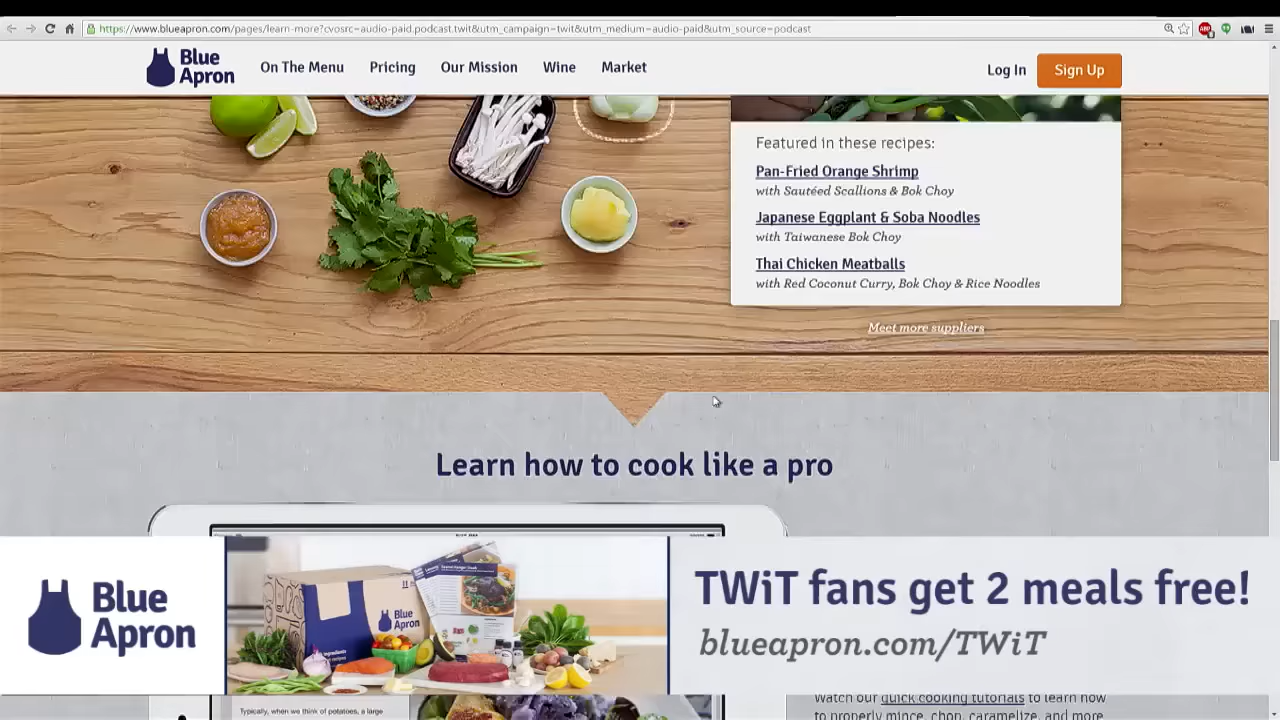 https://www.blueapron.com/pages/learn-more?cvosrc=audio-paid.podcast.twit&utm_campaign=twit&utm_medium=audio-paid&utm_source=podcast
Blue Apron
On The Menu
Pricing
Our Mission
Wine
Market
Log In
Sign Up
Featured in these recipes:
Pan-Fried Orange Shrimp
with Sautéed Scallions & Bok Choy
Japanese Eggplant & Soba Noodles
with Taiwanese Bok Choy
Thai Chicken Meatballs
with Red Coconut Curry, Bok Choy & Rice Noodles
Meet more suppliers
Learn how to cook like a pro
Blue
Apron
Blue
Apron
TWiT fans get 2 meals free!
blueapron.com/TWiT
Typically, when we think of potatoes, a large
Watch our quick cooking tutorials to learn how
to properly mince, chop, caramelize, and more